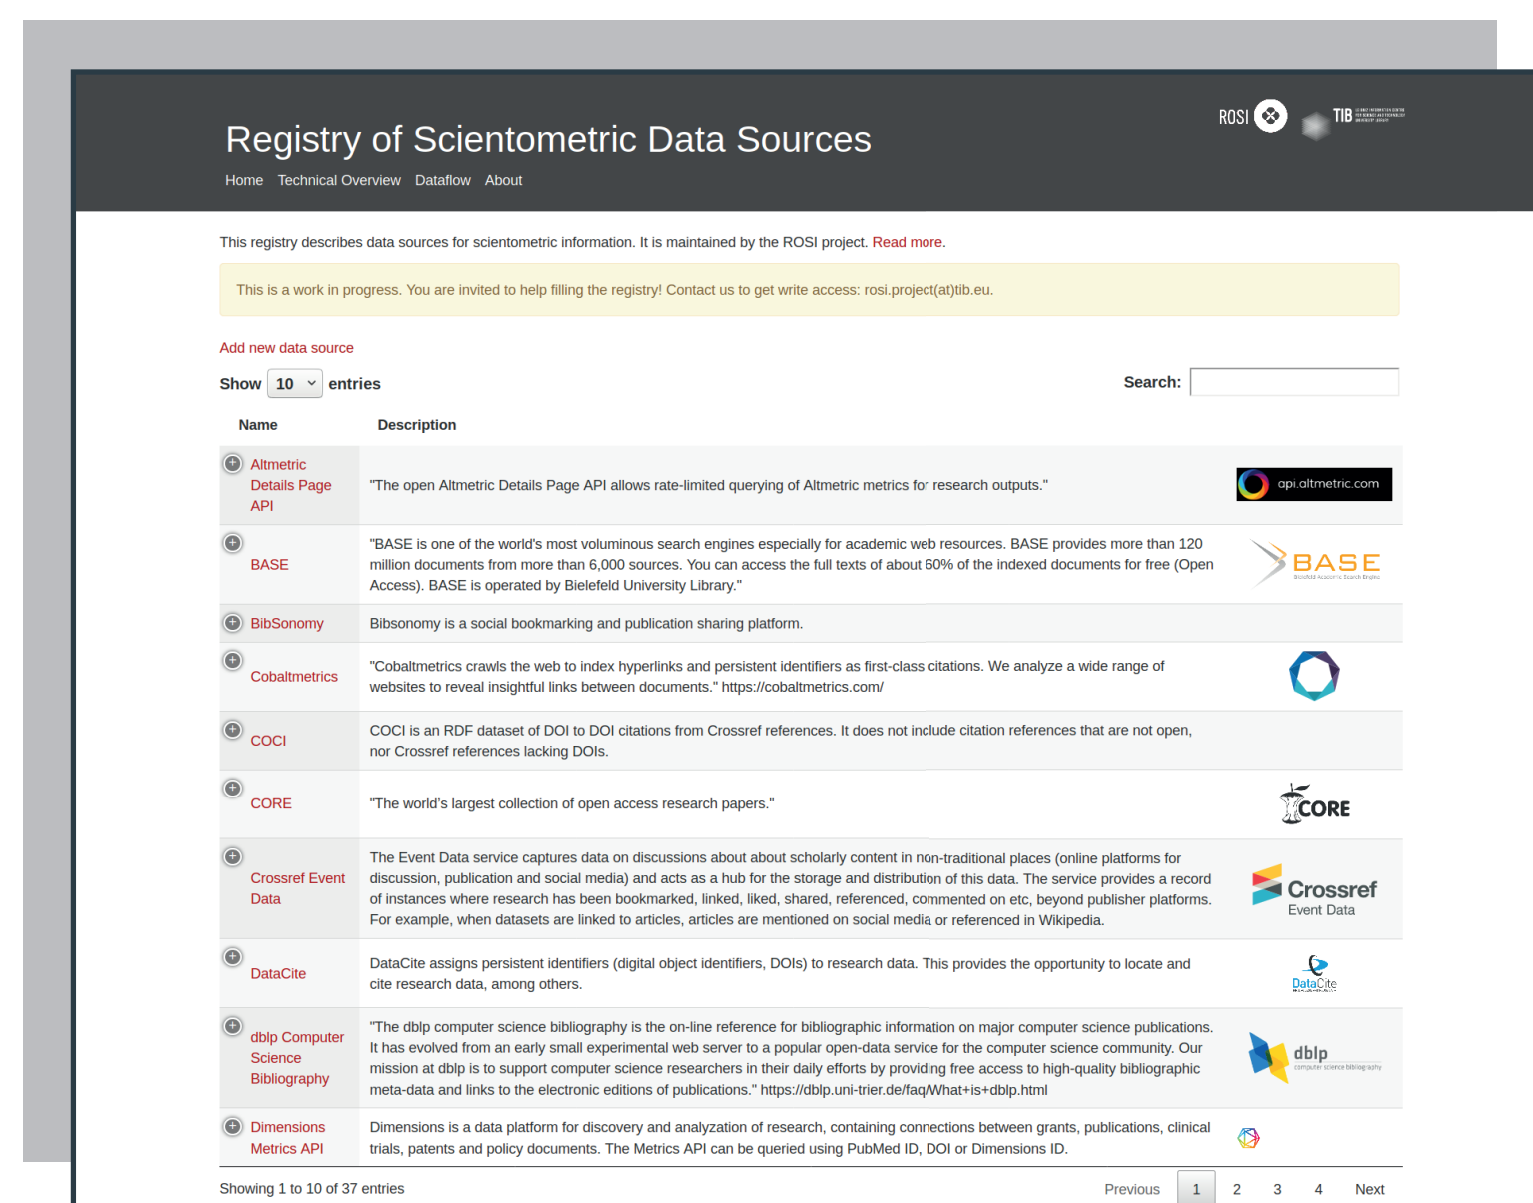 Registry of Scientometric Data Sources
ROSI
TIB
Home Technical Overview Dataflow About
This registry describes data sources for scientometric information. It is maintained by the ROSI project. Read more.
This is a work in progress. You are invited to help filling the registry! Contact us to get write access: rosi.project(at)tib.eu.
Add new data source
Show 10 entries
Search:
Name Description
Altmetric
Details Page
API
"The open Altmetric Details Page API allows rate-limited querying of Altmetric metrics for research outputs."
api.altmetric.com
BASE
"BASE is one of the world's most voluminous search engines especially for academic web resources. BASE provides more than 120
million documents from more than 6,000 sources. You can access the full texts of about 60% of the indexed documents for free (Open
Access). BASE is operated by Bielefeld University Library."
BASE
Bielefeld Academic Search Engine
BibSonomy
Bibsonomy is a social bookmarking and publication sharing platform.
Cobaltmetrics
"Cobaltmetrics crawls the web to index hyperlinks and persistent identifiers as first-class citations. We analyze a wide range of
websites to reveal insightful links between documents." https://cobaltmetrics.com/
COCI
COCI is an RDF dataset of DOI to DOI citations from Crossref references. It does not include citation references that are not open,
nor Crossref references lacking DOIs.
CORE
"The world's largest collection of open access research papers."
CORE
Crossref Event
Data
The Event Data service captures data on discussions about about scholarly content in non-traditional places (online platforms for
discussion, publication and social media) and acts as a hub for the storage and distribution of this data. The service provides a record
of instances where research has been bookmarked, linked, liked, shared, referenced, commented on etc, beyond publisher platforms.
For example, when datasets are linked to articles, articles are mentioned on social media or referenced in Wikipedia.
Crossref
Event Data
DataCite
DataCite assigns persistent identifiers (digital object identifiers, DOIs) to research data. This provides the opportunity to locate and
cite research data, among others.
DataCite
dblp Computer
Science
Bibliography
"The dblp computer science bibliography is the on-line reference for bibliographic information on major computer science publications.
It has evolved from an early small experimental web server to a popular open-data service for the computer science community. Our
mission at dblp is to support computer science researchers in their daily efforts by providing free access to high-quality bibliographic
meta-data and links to the electronic editions of publications." https://dblp.uni-trier.de/faq/What+is+dblp.html
dblp
computer science bibliography
Dimensions
Metrics API
Dimensions is a data platform for discovery and analyzation of research, containing connections between grants, publications, clinical
trials, patents and policy documents. The Metrics API can be queried using PubMed ID, DOI or Dimensions ID.
Showing 1 to 10 of 37 entries
Previous 1 2 3 4 Next